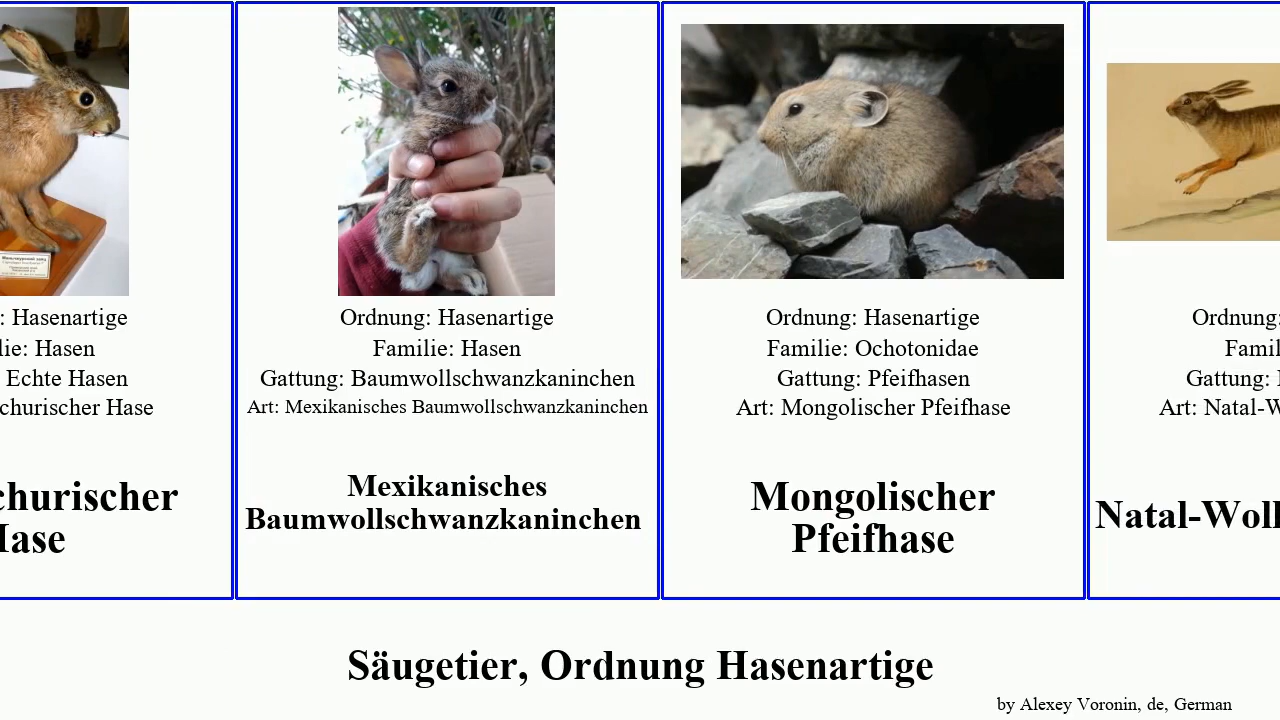 : Hasenartige
lie: Hasen
Echte Hasen
churischer Hase
churischer
Hase
Ordnung: Hasenartige
Familie: Hasen
Gattung: Baumwollschwanzkaninchen
Art: Mexikanisches Baumwollschwanzkaninchen
Mexikanisches
Baumwollschwanzkaninchen
Ordnung: Hasenartige
Familie: Ochotonidae
Gattung: Pfeifhasen
Art: Mongolischer Pfeifhase
Mongolischer
Pfeifhase
Ordnung:
Famil
Gattung:
Art: Natal-W
Natal-Woll
Säugetier, Ordnung Hasenartige
by Alexey Voronin, de, German